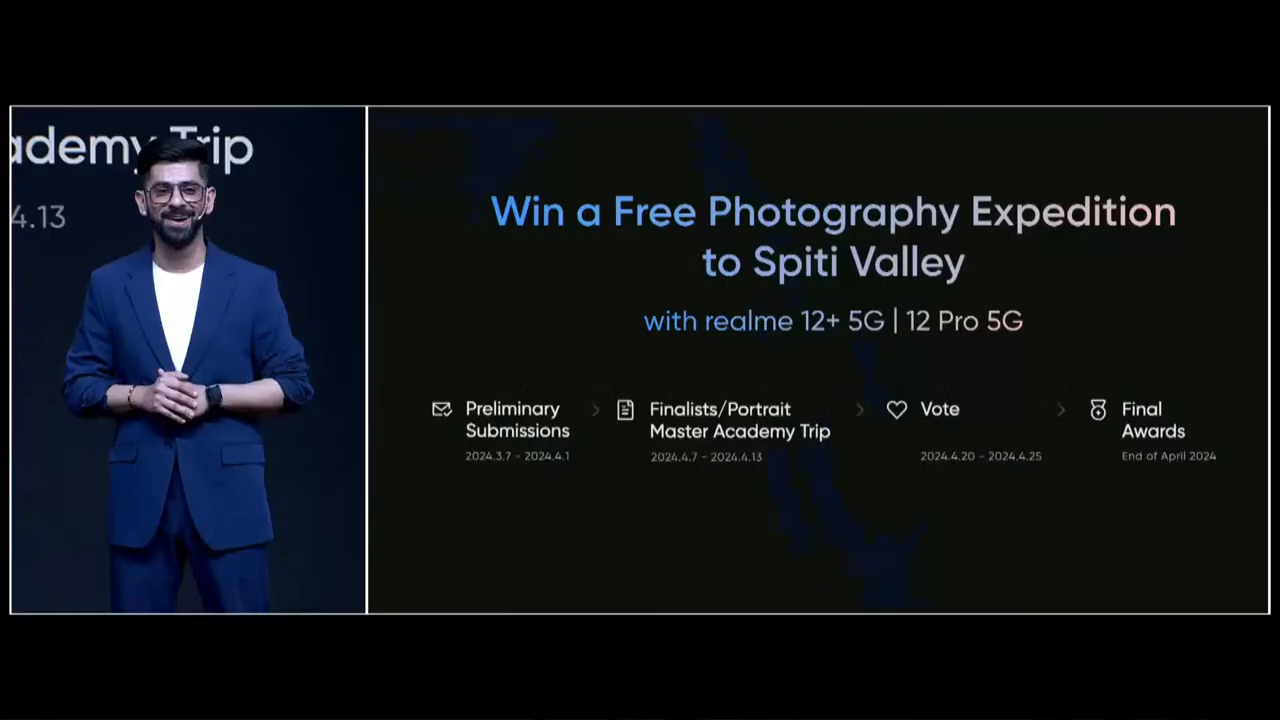 ademy Trip
4.13
Win a Free Photography Expedition
to Spiti Valley
with realme 12+ 5G | 12 Pro 5G
Preliminary
Submissions
2024.3.7 - 2024.4.1
Finalists/Portrait
Master Academy Trip
2024.4.7 - 2024.4.13
Vote
2024.4.20 - 2024.4.25
Final
Awards
End of April 2024